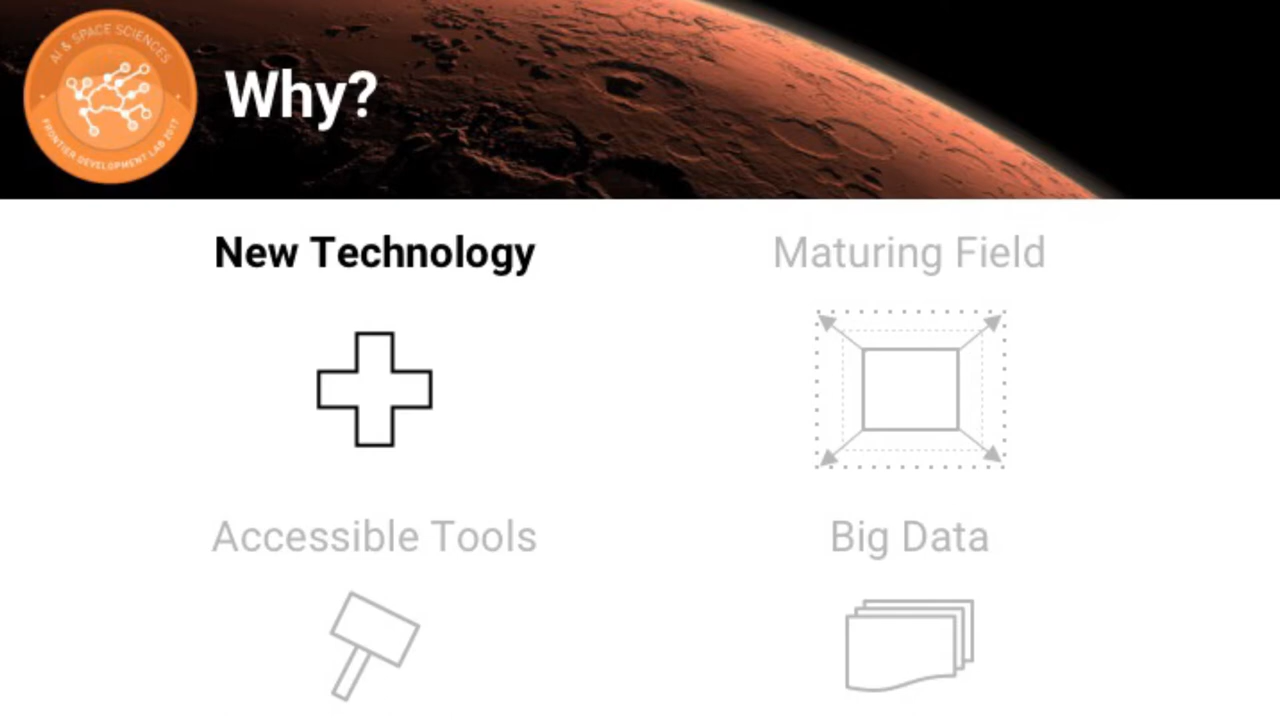 AI & SPACE SCIENCES
FRONTIER DEVELOPMENT LAB 2017
Why?
New Technology
Maturing Field
Accessible Tools
Big Data